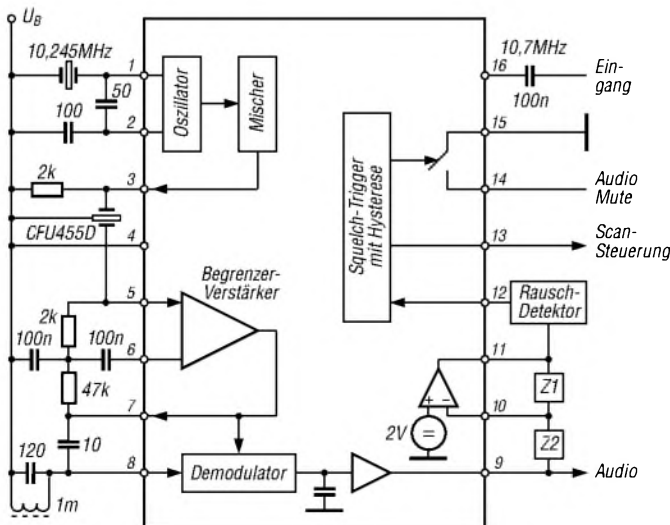 U_B
10,245MHz
1
50
100
2
Oszillator
Mischer
2k
3
CFU455D
4
5
Begrenzer-
Verstärker
2k
100n
100n
6
47k
7
10
120
8
1m
Demodulator
Squelch-Trigger
mit Hysterese
+ -
2V
=
10,7MHz
16
100n
Ein-
gang
15
14
Audio
Mute
13
Scan-
Steuerung
12
Rausch-
Detektor
11
Z1
10
Z2
9
Audio